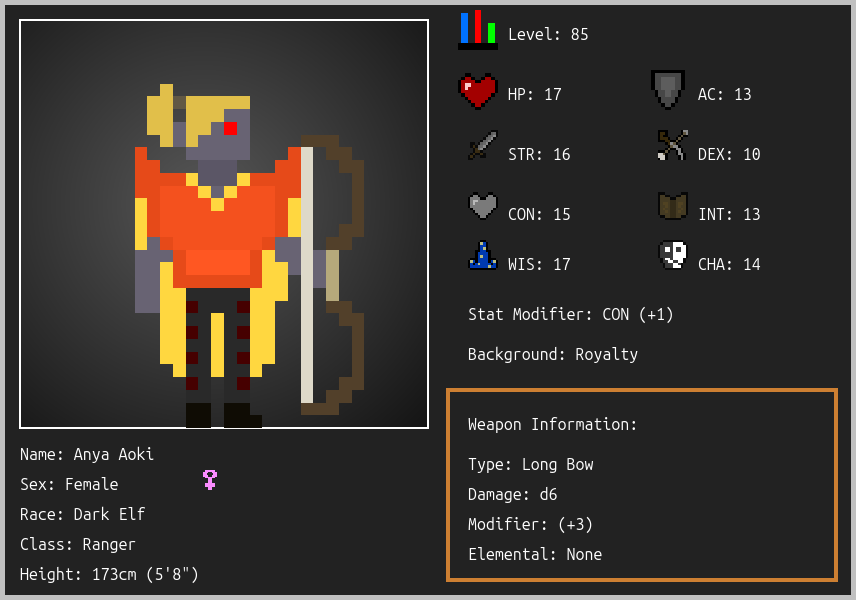 Level: 85
HP: 17
AC: 13
STR: 16
DEX: 10
CON: 15
INT: 13
WIS: 17
CHA: 14
Stat Modifier: CON (+1)
Background: Royalty
Weapon Information:
Type: Long Bow
Damage: d6
Modifier: (+3)
Elemental: None
Name: Anya Aoki
Sex: Female
Race: Dark Elf
Class: Ranger
Height: 173cm (5'8")